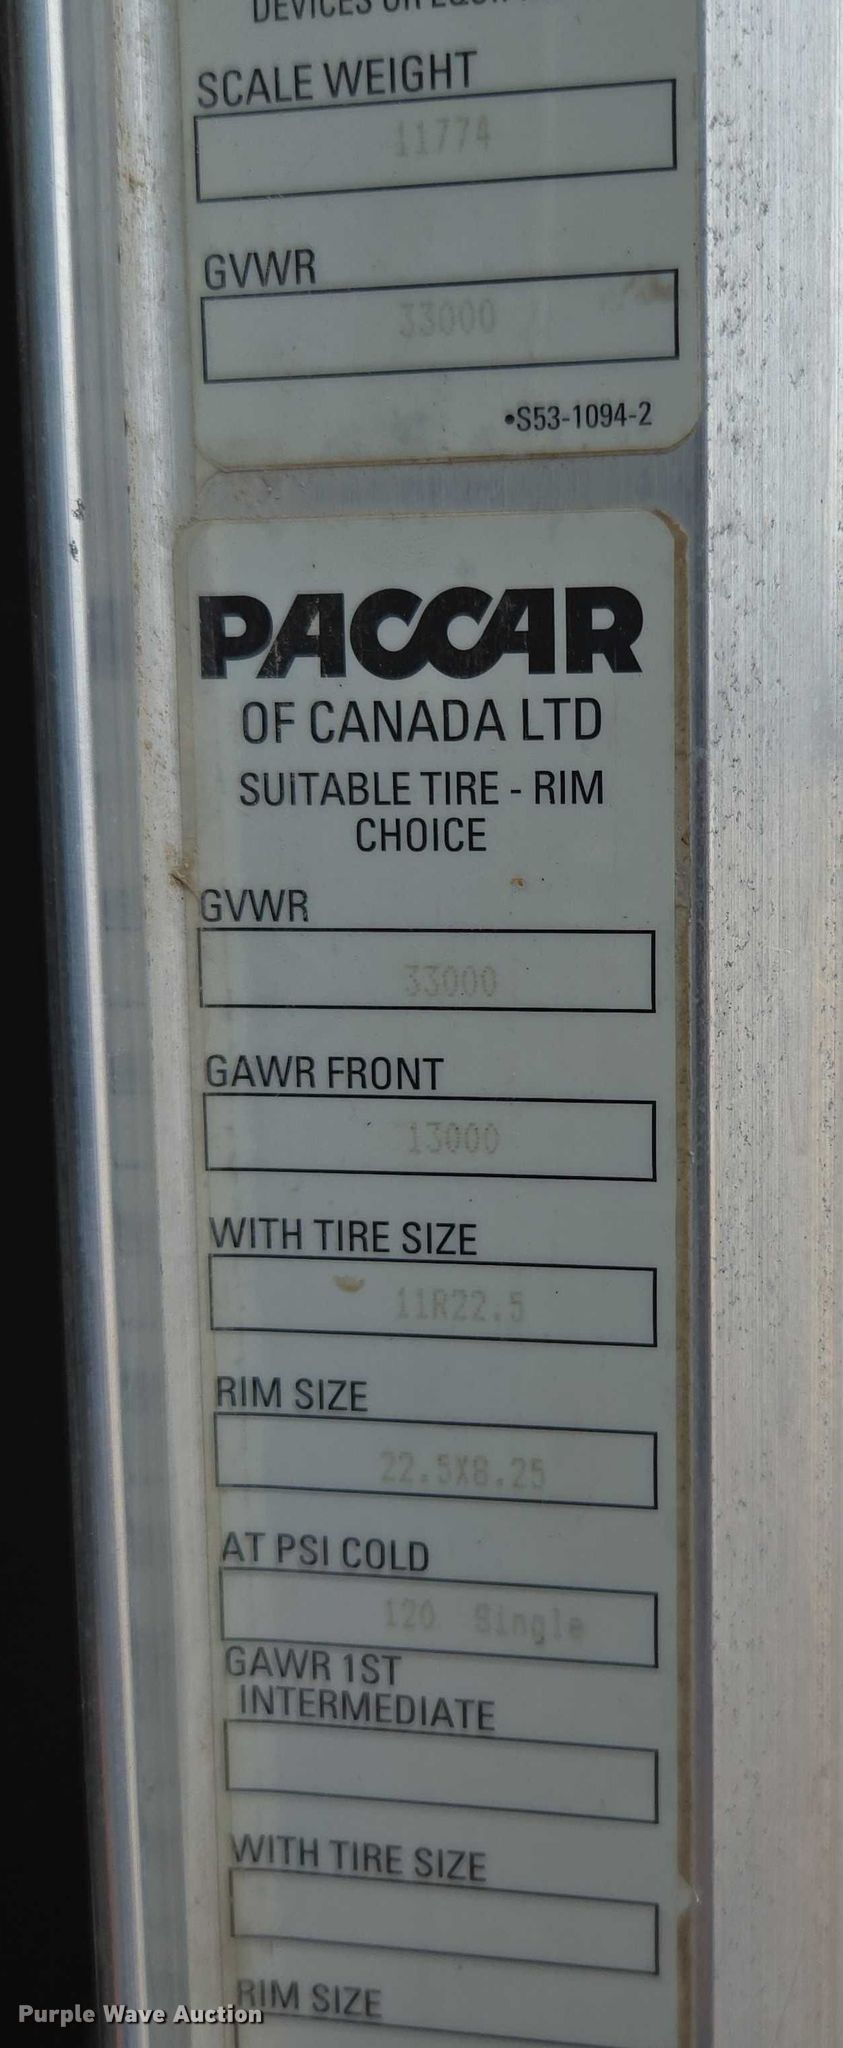 SCALE WEIGHT
11774
GVWR
33000
•S53-1094-2
PACCAR
OF CANADA LTD
SUITABLE TIRE - RIM
CHOICE
GVWR
33000
GAWR FRONT
13000
WITH TIRE SIZE
11R22.5
RIM SIZE
22.5X8.25
AT PSI COLD
120 Single
GAWR 1ST
INTERMEDIATE
WITH TIRE SIZE
RIM SIZE
Purple Wave Auction